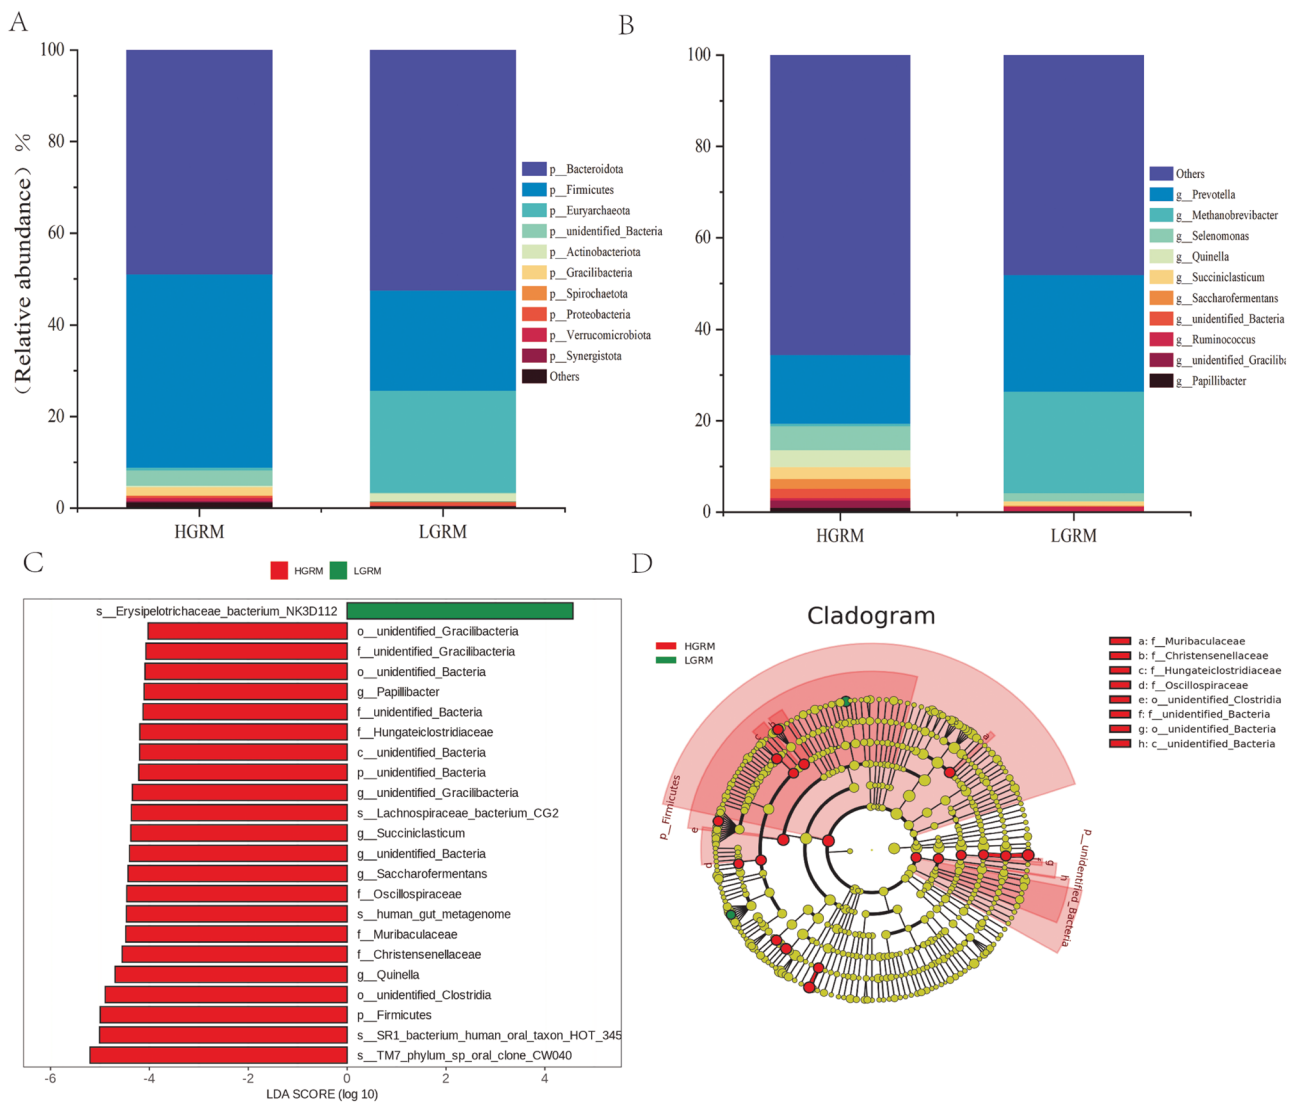 A
（Relative abundance）%
100
80
60
40
20
0
HGRM
LGRM
p__Bacteroidota
p__Firmicutes
p__Euryarchaeota
p__unidentified_Bacteria
p__Actinobacteriota
p__Gracilibacteria
p__Spirochaetota
p__Proteobacteria
p__Verrucomicrobiota
p__Synergistota
Others
B
100
80
60
40
20
0
HGRM
LGRM
Others
g__Prevotella
g__Methanobrevibacter
g__Selenomonas
g__Quinella
g__Succiniclasticum
g__Saccharofermentans
g__unidentified_Bacteria
g__Ruminococcus
g__unidentified_Graciliba
g__Papillibacter
C
HGRM
LGRM
s__Erysipelotrichaceae_bacterium_NK3D112
o__unidentified_Gracilibacteria
f__unidentified_Gracilibacteria
o__unidentified_Bacteria
g__Papillibacter
f__unidentified_Bacteria
f__Hungateiclostridiaceae
c__unidentified_Bacteria
p__unidentified_Bacteria
g__unidentified_Gracilibacteria
s__Lachnospiraceae_bacterium_CG2
g__Succiniclasticum
g__unidentified_Bacteria
g__Saccharofermentans
f__Oscillospiraceae
s__human_gut_metagenome
f__Muribaculaceae
f__Christensenellaceae
g__Quinella
o__unidentified_Clostridia
p__Firmicutes
s__SR1_bacterium_human_oral_taxon_HOT_345
s__TM7_phylum_sp_oral_clone_CW040
-6 -4 -2 0 2 4
LDA SCORE (log 10)
D
Cladogram
HGRM
LGRM
p__Firmicutes
p__unidentified_Bacteria
a
b
c
d
e
g
h
a: f__Muribaculaceae
b: f__Christensenellaceae
c: f__Hungateiclostridiaceae
d: f__Oscillospiraceae
e: o__unidentified_Clostridia
f: f__unidentified_Bacteria
g: o__unidentified_Bacteria
h: c__unidentified_Bacteria